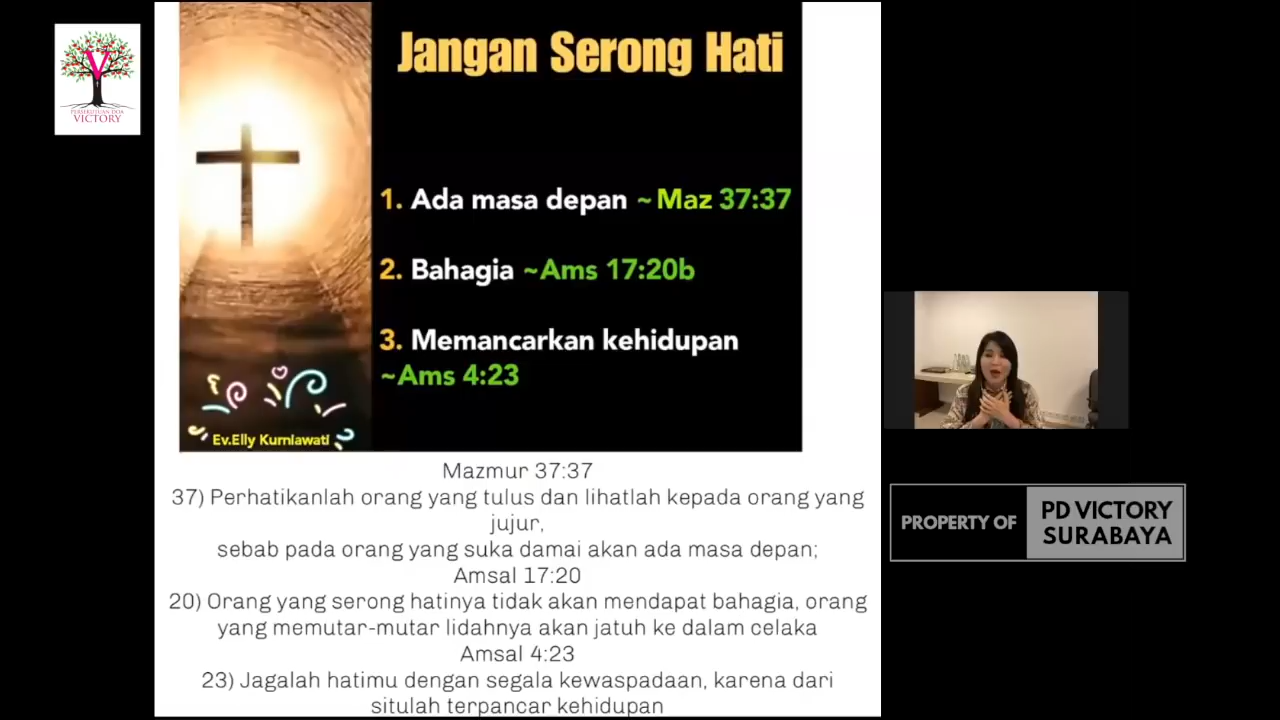 V
PERSEKUTUAN DOA
VICTORY
Jangan Serong Hati
1. Ada masa depan ~ Maz 37:37
2. Bahagia ~Ams 17:20b
3. Memancarkan kehidupan
~Ams 4:23
Ev.Elly Kurniawati
Mazmur 37:37
37) Perhatikanlah orang yang tulus dan lihatlah kepada orang yang
jujur,
sebab pada orang yang suka damai akan ada masa depan;
Amsal 17:20
20) Orang yang serong hatinya tidak akan mendapat bahagia, orang
yang memutar-mutar lidahnya akan jatuh ke dalam celaka
Amsal 4:23
23) Jagalah hatimu dengan segala kewaspadaan, karena dari
situlah terpancar kehidupan
PROPERTY OF
PD VICTORY
SURABAYA